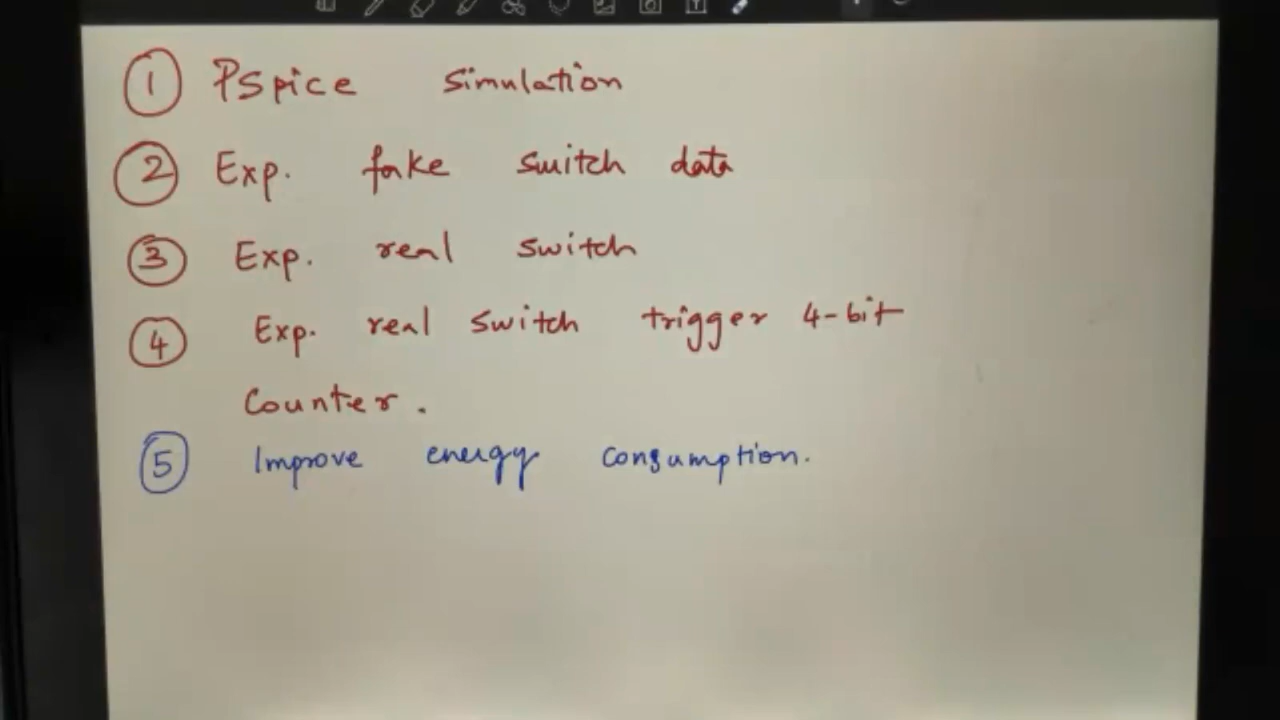 1 PSpice simulation
2 Exp. fake switch data
3 Exp. real switch
4 Exp. real switch trigger 4-bit
Counter.
5 Improve energy consumption.